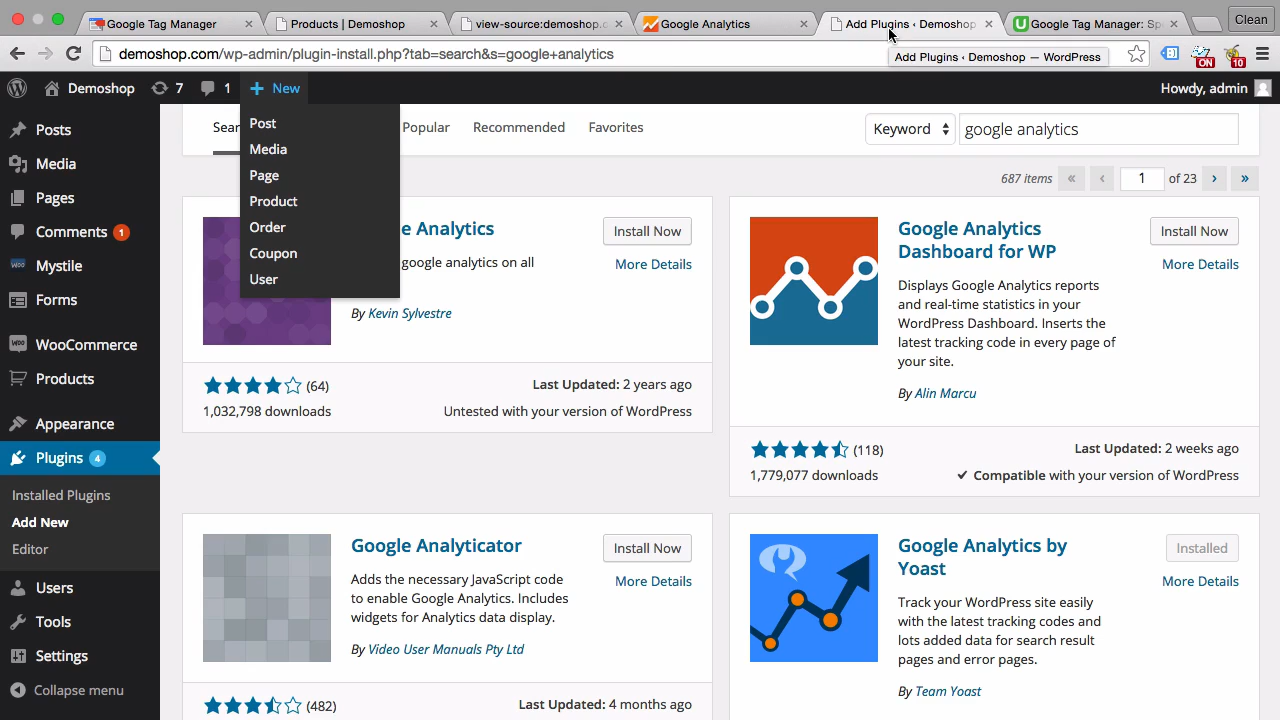 Google Tag Manager
Products | Demoshop
view-source:demoshop.
Google Analytics
Add Plugins ‹ Demoshop
Google Tag Manager: Sp
Clean
demoshop.com/wp-admin/plugin-install.php?tab=search&s=google+analytics
Add Plugins ‹ Demoshop — WordPress
ON
10
Demoshop
7
1
New
Howdy, admin
Post
Media
Page
Product
Order
Coupon
User
Posts
Media
Pages
Comments 1
Mystile
Forms
WooCommerce
Products
Appearance
Plugins 4
Installed Plugins
Add New
Editor
Users
Tools
Settings
Collapse menu
Sear
Popular
Recommended
Favorites
Keyword
google analytics
687 items « ‹ 1 of 23 › »
e Analytics
Install Now
More Details
google analytics on all
By Kevin Sylvestre
(64)
1,032,798 downloads
Last Updated: 2 years ago
Untested with your version of WordPress
Google Analytics
Dashboard for WP
Install Now
More Details
Displays Google Analytics reports
and real-time statistics in your
WordPress Dashboard. Inserts the
latest tracking code in every page of
your site.
By Alin Marcu
(118)
1,779,077 downloads
Last Updated: 2 weeks ago
✔ Compatible with your version of WordPress
Google Analyticator
Install Now
More Details
Adds the necessary JavaScript code
to enable Google Analytics. Includes
widgets for Analytics data display.
By Video User Manuals Pty Ltd
(482)
Last Updated: 4 months ago
Google Analytics by
Yoast
Installed
More Details
Track your WordPress site easily
with the latest tracking codes and
lots added data for search result
pages and error pages.
By Team Yoast